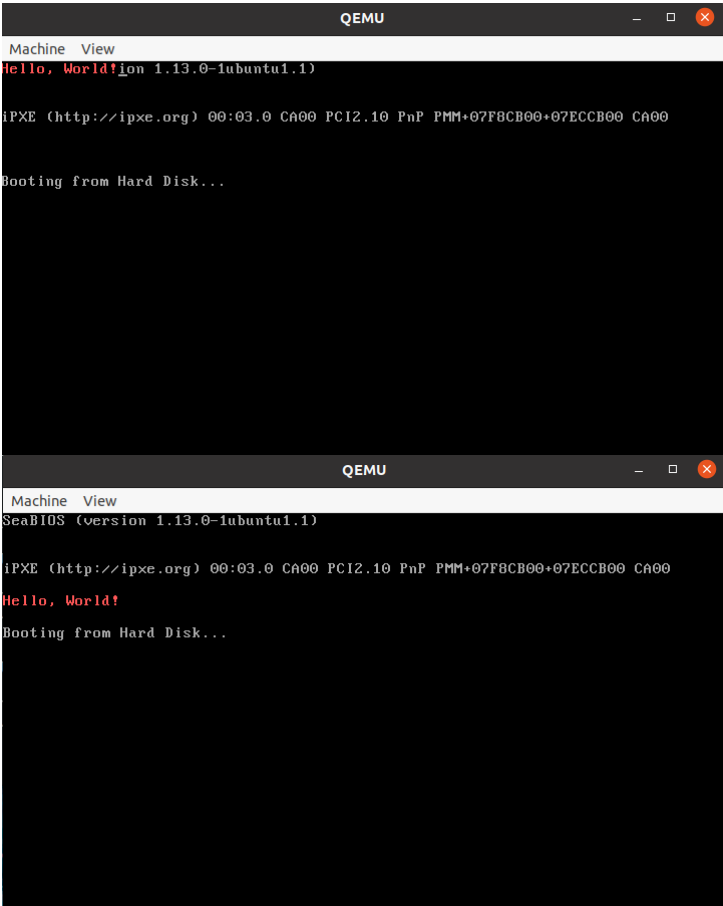 QEMU
Machine View
Hello, World!ion 1.13.0-1ubuntu1.1)
iPXE (http://ipxe.org) 00:03.0 CA00 PCI2.10 PnP PMM+07F8CB00+07ECCB00 CA00
Booting from Hard Disk...
QEMU
Machine View
SeaBIOS (version 1.13.0-1ubuntu1.1)
iPXE (http://ipxe.org) 00:03.0 CA00 PCI2.10 PnP PMM+07F8CB00+07ECCB00 CA00
Hello, World!
Booting from Hard Disk...